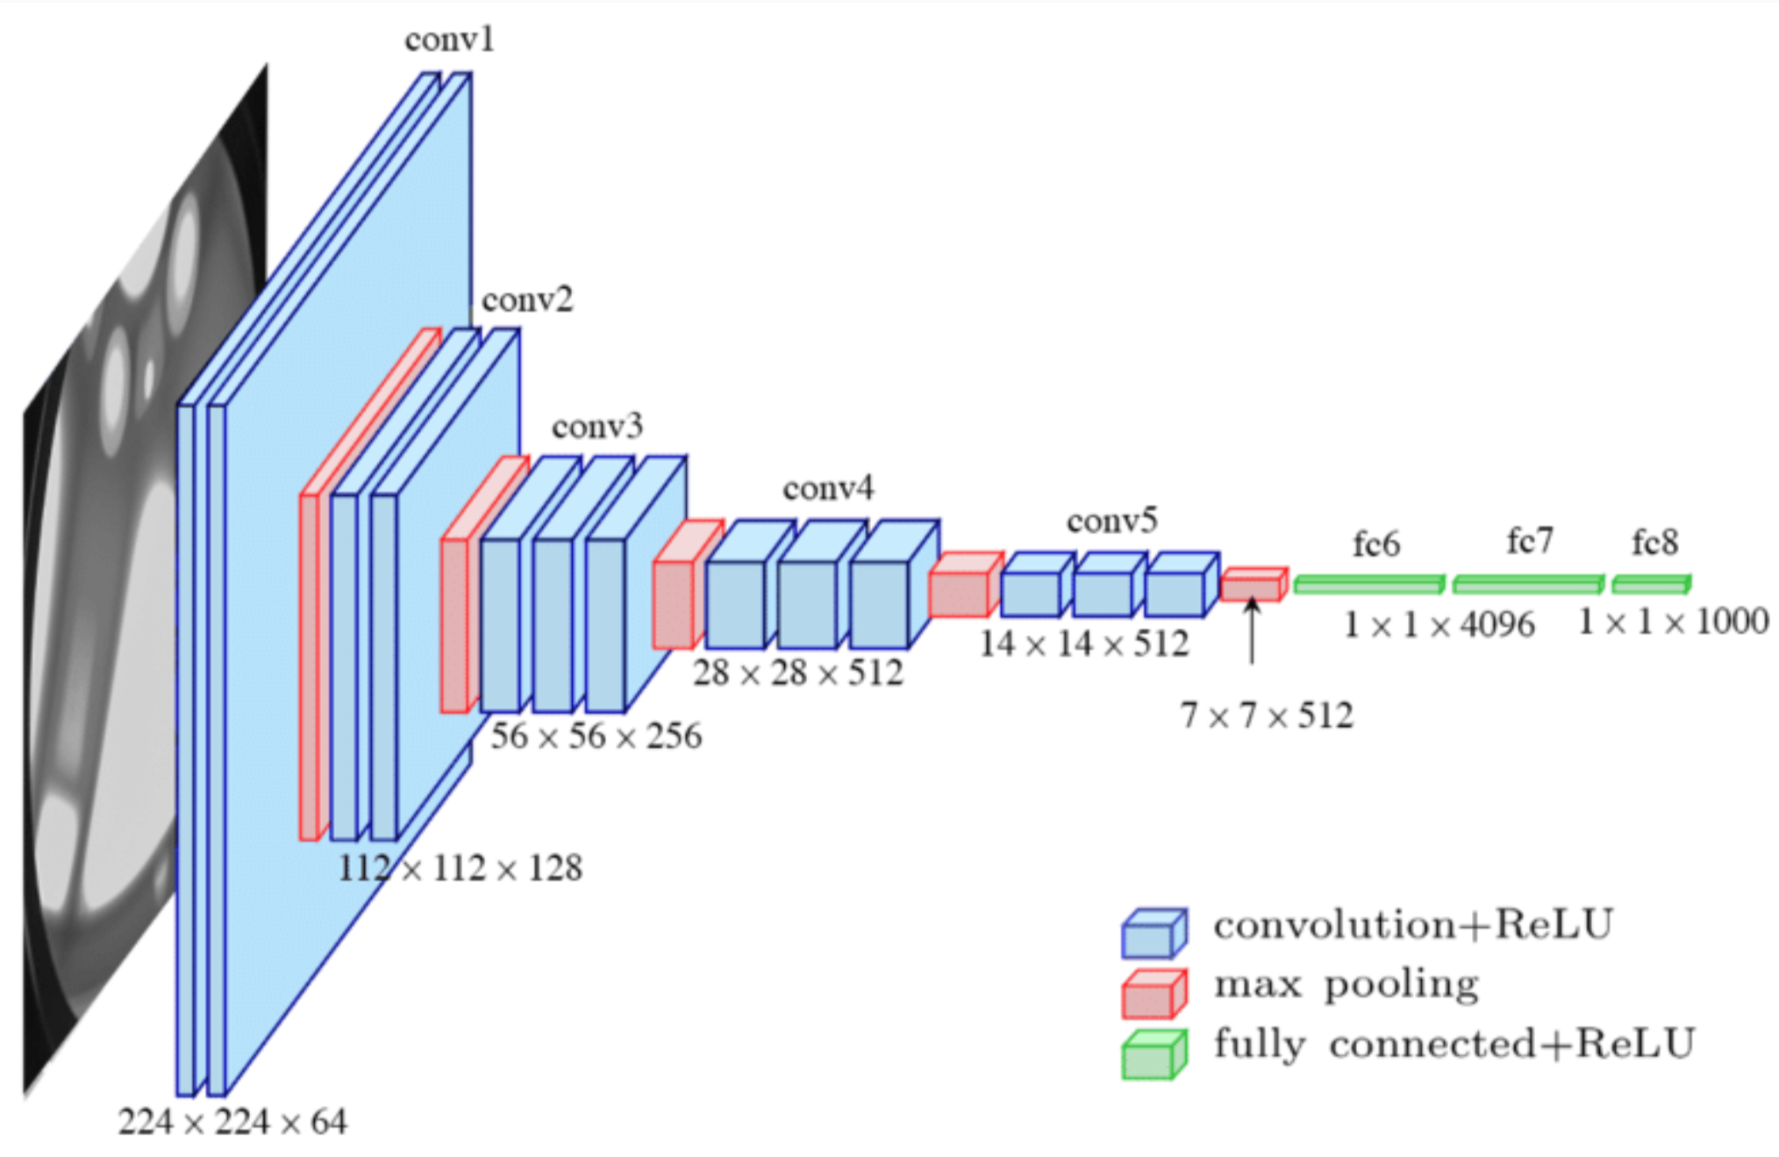 conv1
conv2
conv3
conv4
conv5
fc6
fc7
fc8
1 × 1 × 4096
1 × 1 × 1000
14 × 14 × 512
28 × 28 × 512
7 × 7 × 512
56 × 56 × 256
112 × 112 × 128
224 × 224 × 64
convolution+ReLU
max pooling
fully connected+ReLU